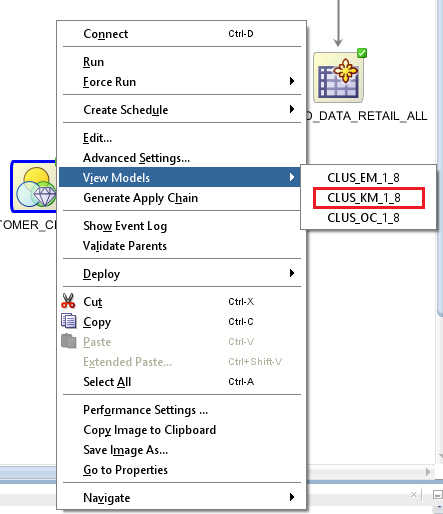 Connect Ctrl-D
Run
Force Run
Create Schedule
Edit...
Advanced Settings...
View Models
Generate Apply Chain
Show Event Log
Validate Parents
Deploy
Cut Ctrl-X
Copy Ctrl-C
Paste Ctrl-V
Extended Paste... Ctrl+Shift-V
Select All Ctrl-A
Performance Settings ...
Copy Image to Clipboard
Save Image As...
Go to Properties
Navigate
CLUS_EM_1_8
CLUS_KM_1_8
CLUS_OC_1_8
D_DATA_RETAIL_ALL
TOMER_C